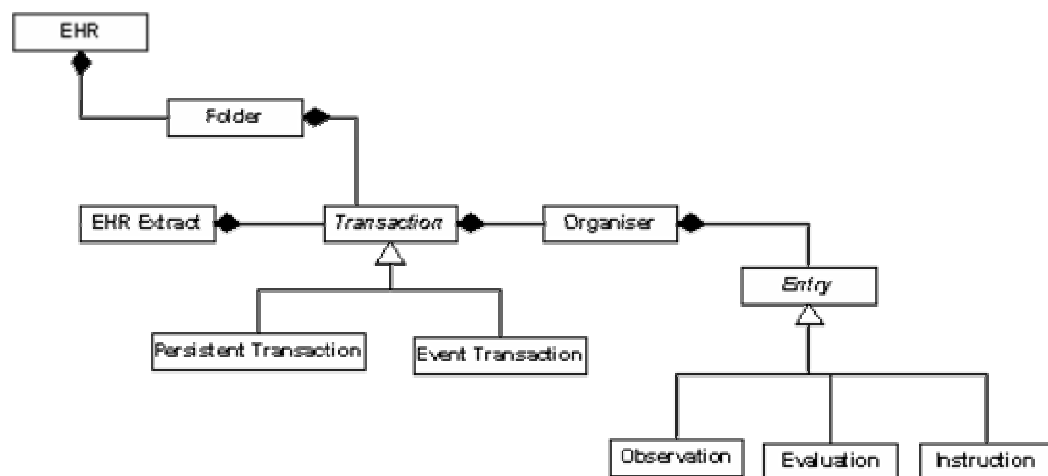 EHR
Folder
EHR Extract
Transaction
Organiser
Entry
Persistent Transaction
Event Transaction
Observation
Evaluation
Instruction